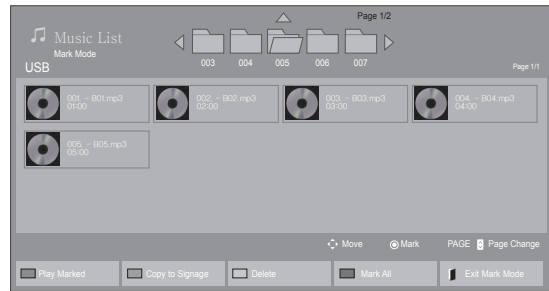 Page 1/2
Music List
Mark Mode
USB
003 004 005 006 007
Page 1/1
001. - B01.mp3
01:00
002. - B02.mp3
02:00
003. - B03.mp3
03:00
004. - B04.mp3
04:00
005. - B05.mp3
05:00
Move Mark PAGE Page Change
Play Marked Copy to Signage Delete Mark All Exit Mark Mode